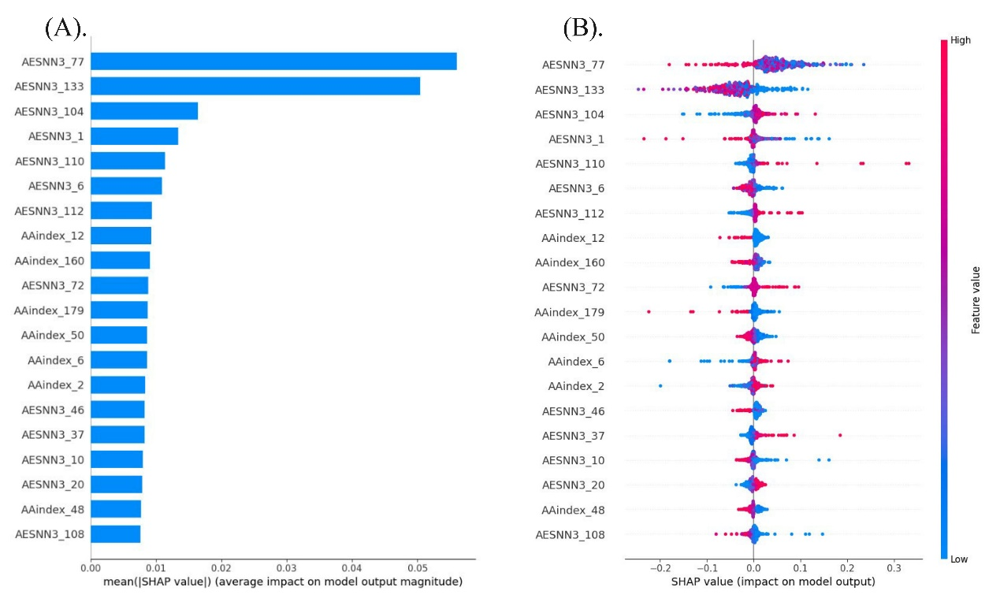 (A).
AESNN3_77
AESNN3_133
AESNN3_104
AESNN3_1
AESNN3_110
AESNN3_6
AESNN3_112
AAindex_12
AAindex_160
AESNN3_72
AAindex_179
AAindex_50
AAindex_6
AAindex_2
AESNN3_46
AESNN3_37
AESNN3_10
AESNN3_20
AAindex_48
AESNN3_108
0.00 0.01 0.02 0.03 0.04 0.05
mean(|SHAP value|) (average impact on model output magnitude)
(B).
AESNN3_77
AESNN3_133
AESNN3_104
AESNN3_1
AESNN3_110
AESNN3_6
AESNN3_112
AAindex_12
AAindex_160
AESNN3_72
AAindex_179
AAindex_50
AAindex_6
AAindex_2
AESNN3_46
AESNN3_37
AESNN3_10
AESNN3_20
AAindex_48
AESNN3_108
−0.2 −0.1 0.0 0.1 0.2 0.3
SHAP value (impact on model output)
High
Feature value
Low